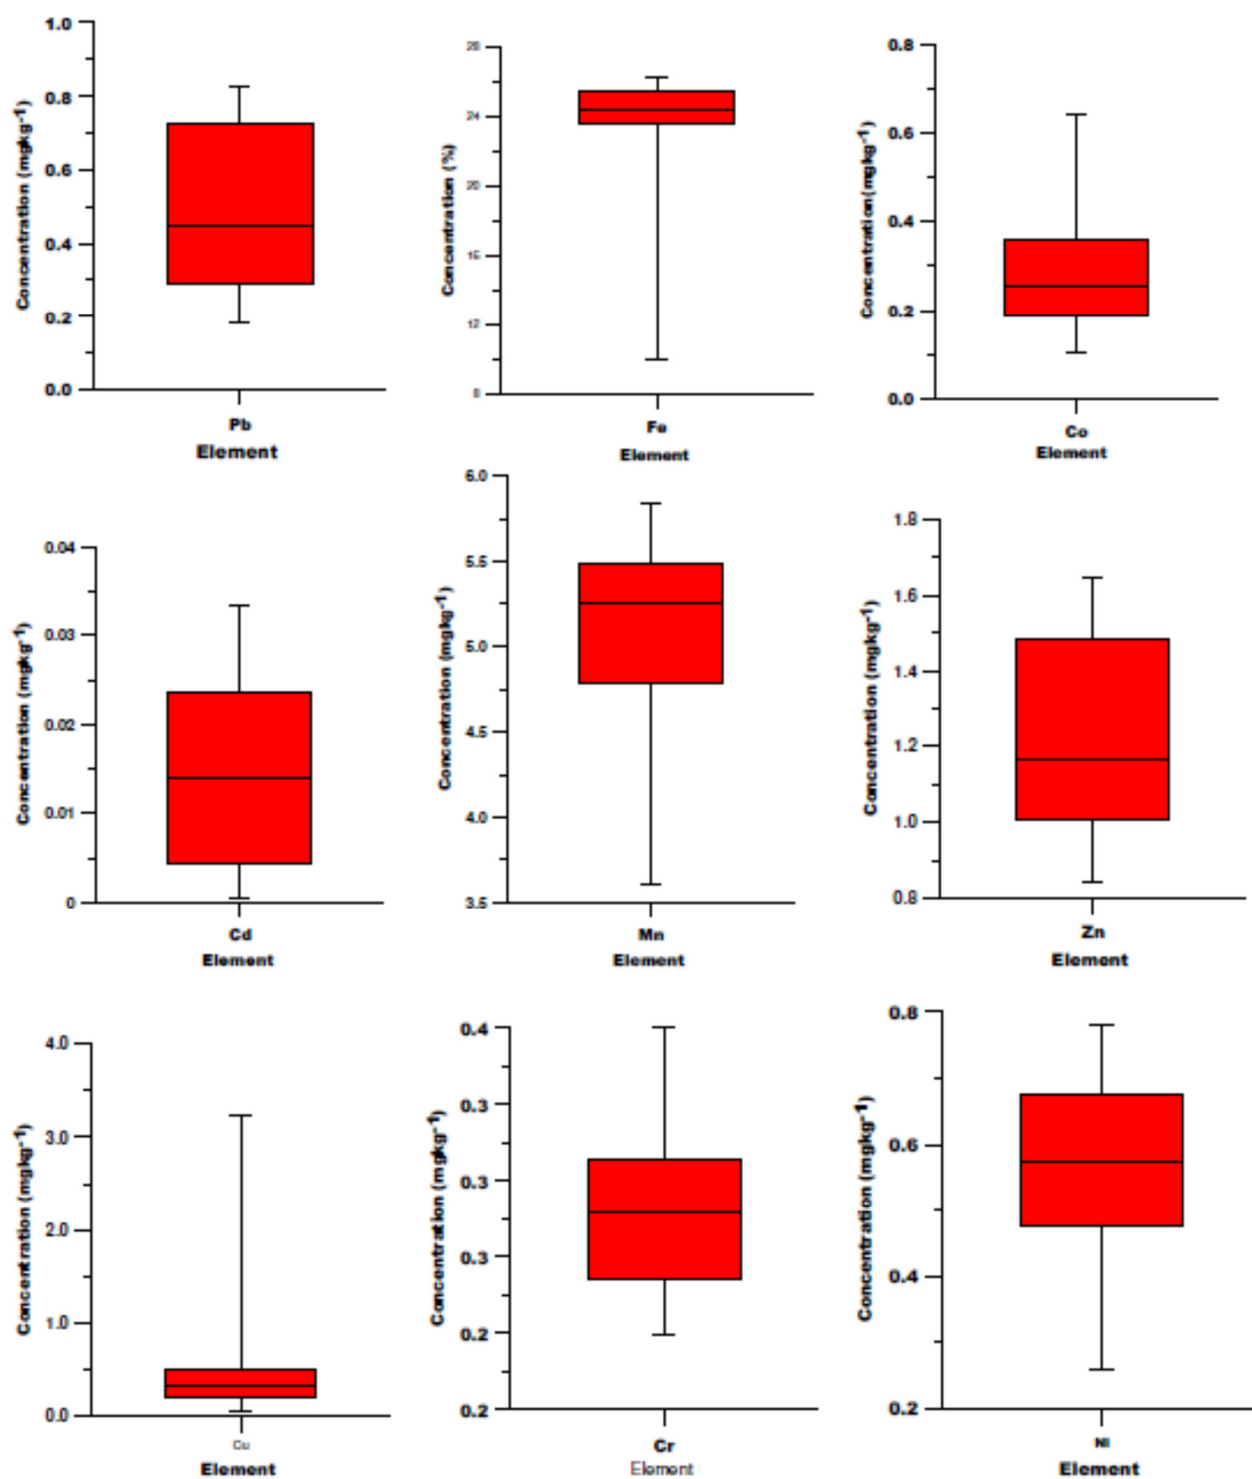 Concentration (mgkg-1)
1.0
0.8
0.6
0.4
0.2
0.0
Pb
Element
Concentration (%)
28
24
20
16
12
8
Fe
Element
Concentration(mgkg-1)
0.8
0.6
0.4
0.2
0.0
Co
Element
Concentration (mgkg-1)
0.04
0.03
0.02
0.01
0
Cd
Element
Concentration (mgkg-1)
6.0
5.5
5.0
4.5
4.0
3.5
Mn
Element
Concentration (mgkg-1)
1.8
1.6
1.4
1.2
1.0
0.8
Zn
Element
Concentration (mgkg-1)
4.0
3.0
2.0
1.0
0.0
Cu
Element
Concentration (mgkg-1)
0.4
0.3
0.3
0.3
0.2
0.2
Cr
Element
Concentration (mgkg-1)
0.8
0.6
0.4
0.2
Ni
Element